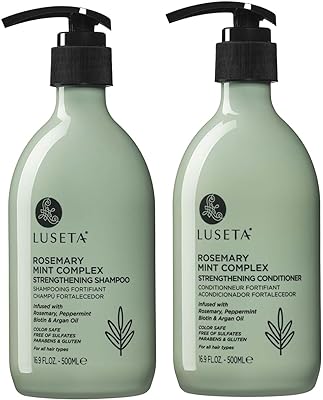 LUSETA®
ROSEMARY
MINT COMPLEX
STRENGTHENING SHAMPOO
SHAMPOOING FORTIFIANT
CHAMPÚ FORTALECEDOR
Infused with
Rosemary, Peppermint
Biotin & Argan Oil
COLOR SAFE
FREE OF SULFATES
PARABENS & GLUTEN
For all hair types
16.9 FL.OZ. - 500ML ℮
LUSETA®
ROSEMARY
MINT COMPLEX
STRENGTHENING CONDITIONER
CONDITIONNEUR FORTIFIANT
ACONDICIONADOR FORTALECEDOR
Infused with
Rosemary, Peppermint
Biotin & Argan Oil
COLOR SAFE
FREE OF SULFATES
PARABENS & GLUTEN
For all hair types
16.9 FL.OZ. - 500ML ℮